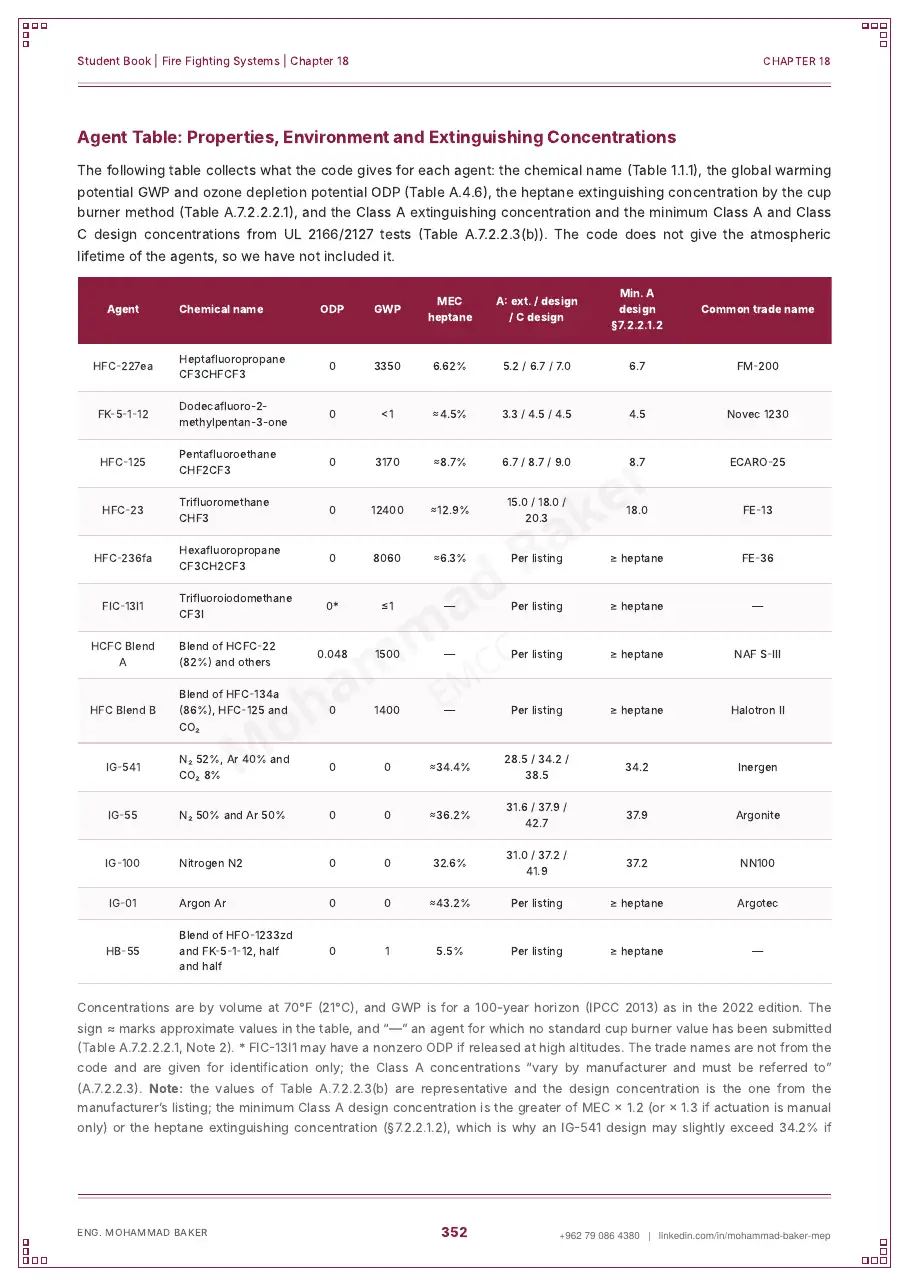 Student Book | Fire Fighting Systems | Chapter 18
CHAPTER 18
Agent Table: Properties, Environment and Extinguishing Concentrations
The following table collects what the code gives for each agent: the chemical name (Table 1.1.1), the global warming
potential GWP and ozone depletion potential ODP (Table A.4.6), the heptane extinguishing concentration by the cup
burner method (Table A.7.2.2.2.1), and the Class A extinguishing concentration and the minimum Class A and Class
C design concentrations from UL 2166/2127 tests (Table A.7.2.2.3(b)). The code does not give the atmospheric
lifetime of the agents, so we have not included it.
Agent Chemical name ODP GWP MEC heptane A: ext. / design / C design Min. A design §7.2.2.1.2 Common trade name
HFC-227ea Heptafluoropropane CF3CHFCF3 0 3350 6.62% 5.2 / 6.7 / 7.0 6.7 FM-200
FK-5-1-12 Dodecafluoro-2-methylpentan-3-one 0 <1 ≈4.5% 3.3 / 4.5 / 4.5 4.5 Novec 1230
HFC-125 Pentafluoroethane CHF2CF3 0 3170 ≈8.7% 6.7 / 8.7 / 9.0 8.7 ECARO-25
HFC-23 Trifluoromethane CHF3 0 12400 ≈12.9% 15.0 / 18.0 / 20.3 18.0 FE-13
HFC-236fa Hexafluoropropane CF3CH2CF3 0 8060 ≈6.3% Per listing ≥ heptane FE-36
FIC-13I1 Trifluoroiodomethane CF3I 0* ≤1 — Per listing ≥ heptane —
HCFC Blend A Blend of HCFC-22 (82%) and others 0.048 1500 — Per listing ≥ heptane NAF S-III
HFC Blend B Blend of HFC-134a (86%), HFC-125 and CO₂ 0 1400 — Per listing ≥ heptane Halotron II
IG-541 N₂ 52%, Ar 40% and CO₂ 8% 0 0 ≈34.4% 28.5 / 34.2 / 38.5 34.2 Inergen
IG-55 N₂ 50% and Ar 50% 0 0 ≈36.2% 31.6 / 37.9 / 42.7 37.9 Argonite
IG-100 Nitrogen N2 0 0 32.6% 31.0 / 37.2 / 41.9 37.2 NN100
IG-01 Argon Ar 0 0 ≈43.2% Per listing ≥ heptane Argotec
HB-55 Blend of HFO-1233zd and FK-5-1-12, half and half 0 1 5.5% Per listing ≥ heptane —
Mohammad Baker
EMCC
Concentrations are by volume at 70°F (21°C), and GWP is for a 100-year horizon (IPCC 2013) as in the 2022 edition. The
sign ≈ marks approximate values in the table, and “—” an agent for which no standard cup burner value has been submitted
(Table A.7.2.2.2.1, Note 2). * FIC-13I1 may have a nonzero ODP if released at high altitudes. The trade names are not from the
code and are given for identification only; the Class A concentrations “vary by manufacturer and must be referred to”
(A.7.2.2.3). Note: the values of Table A.7.2.2.3(b) are representative and the design concentration is the one from the
manufacturer’s listing; the minimum Class A design concentration is the greater of MEC × 1.2 (or × 1.3 if actuation is manual
only) or the heptane extinguishing concentration (§7.2.2.1.2), which is why an IG-541 design may slightly exceed 34.2% if
ENG. MOHAMMAD BAKER
352
+962 79 086 4380 | linkedin.com/in/mohammad-baker-mep